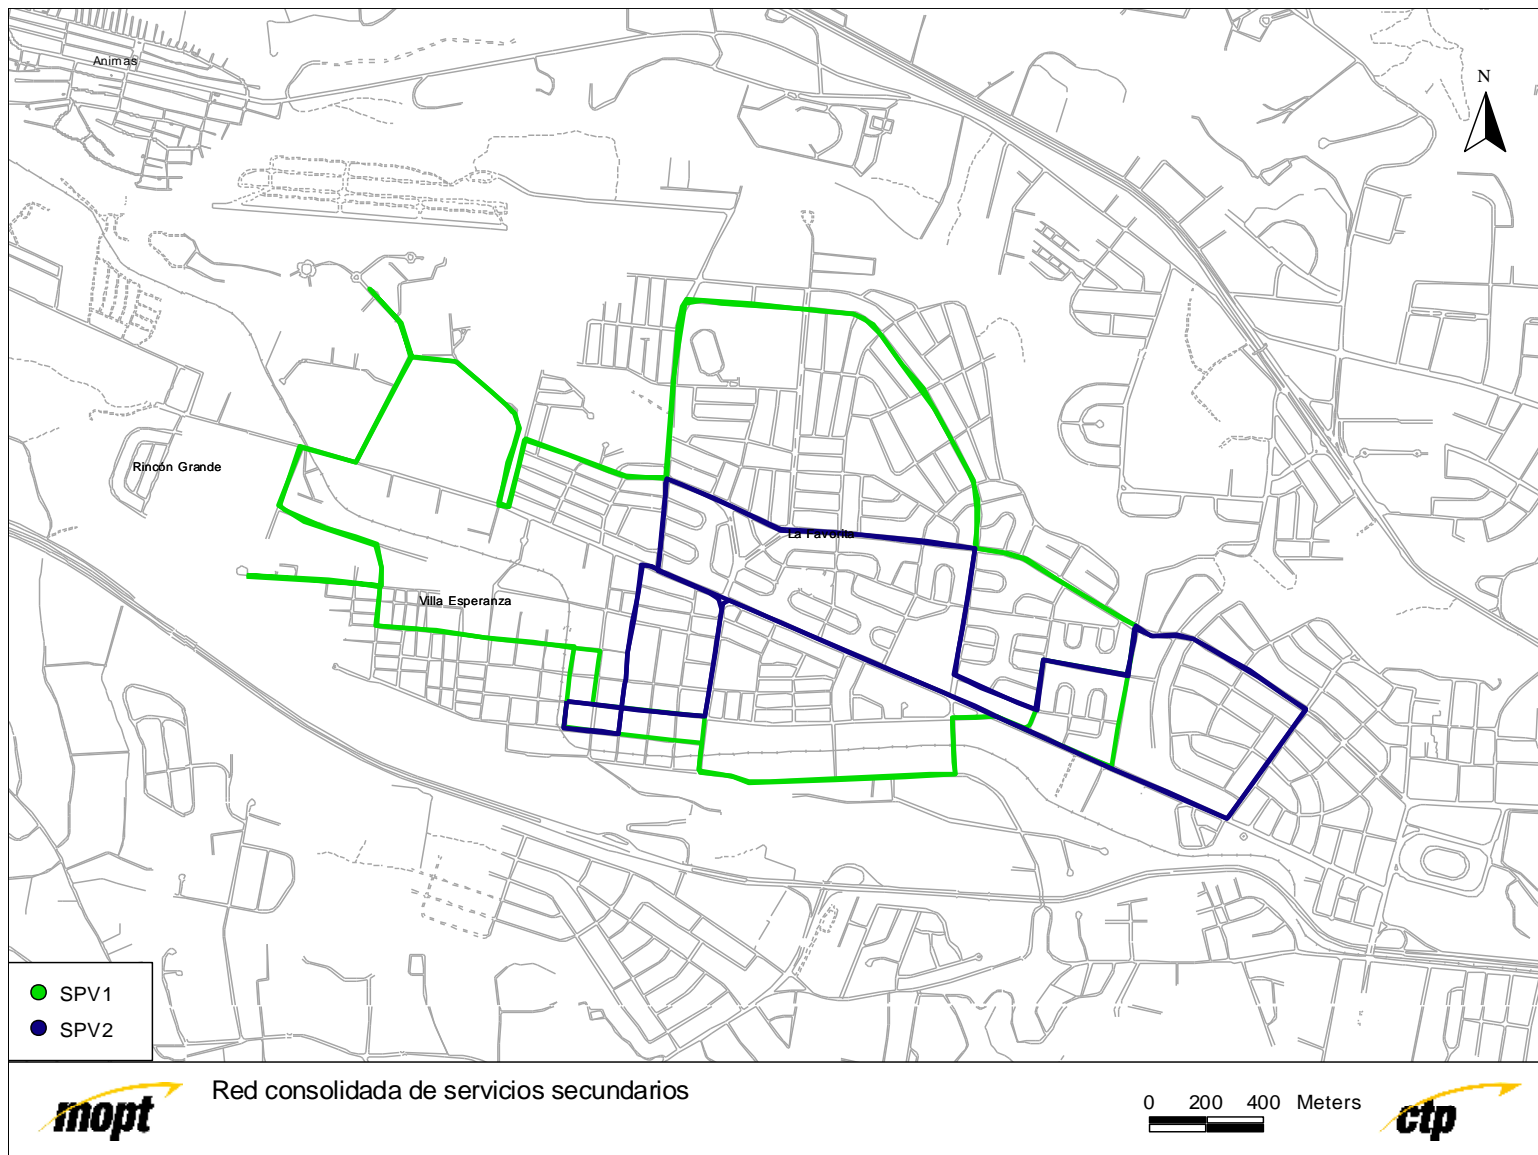 Animas
N
Rincón Grande
La Favorita
Villa Esperanza
SPV1
SPV2
Red consolidada de servicios secundarios
0 200 400 Meters
mopt
ctp